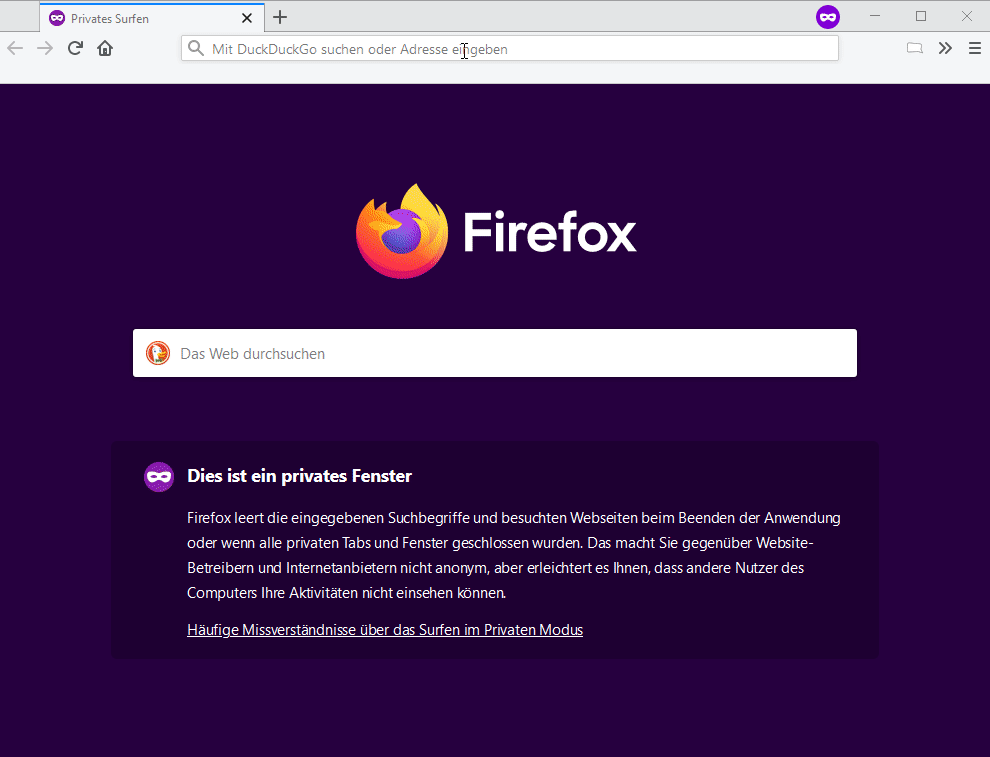 Privates Surfen
Mit DuckDuckGo suchen oder Adresse eingeben
Firefox
Das Web durchsuchen
Dies ist ein privates Fenster
Firefox leert die eingegebenen Suchbegriffe und besuchten Webseiten beim Beenden der Anwendung
oder wenn alle privaten Tabs und Fenster geschlossen wurden. Das macht Sie gegenüber Website-
Betreibern und Internetanbietern nicht anonym, aber erleichtert es Ihnen, dass andere Nutzer des
Computers Ihre Aktivitäten nicht einsehen können.
Häufige Missverständnisse über das Surfen im Privaten Modus